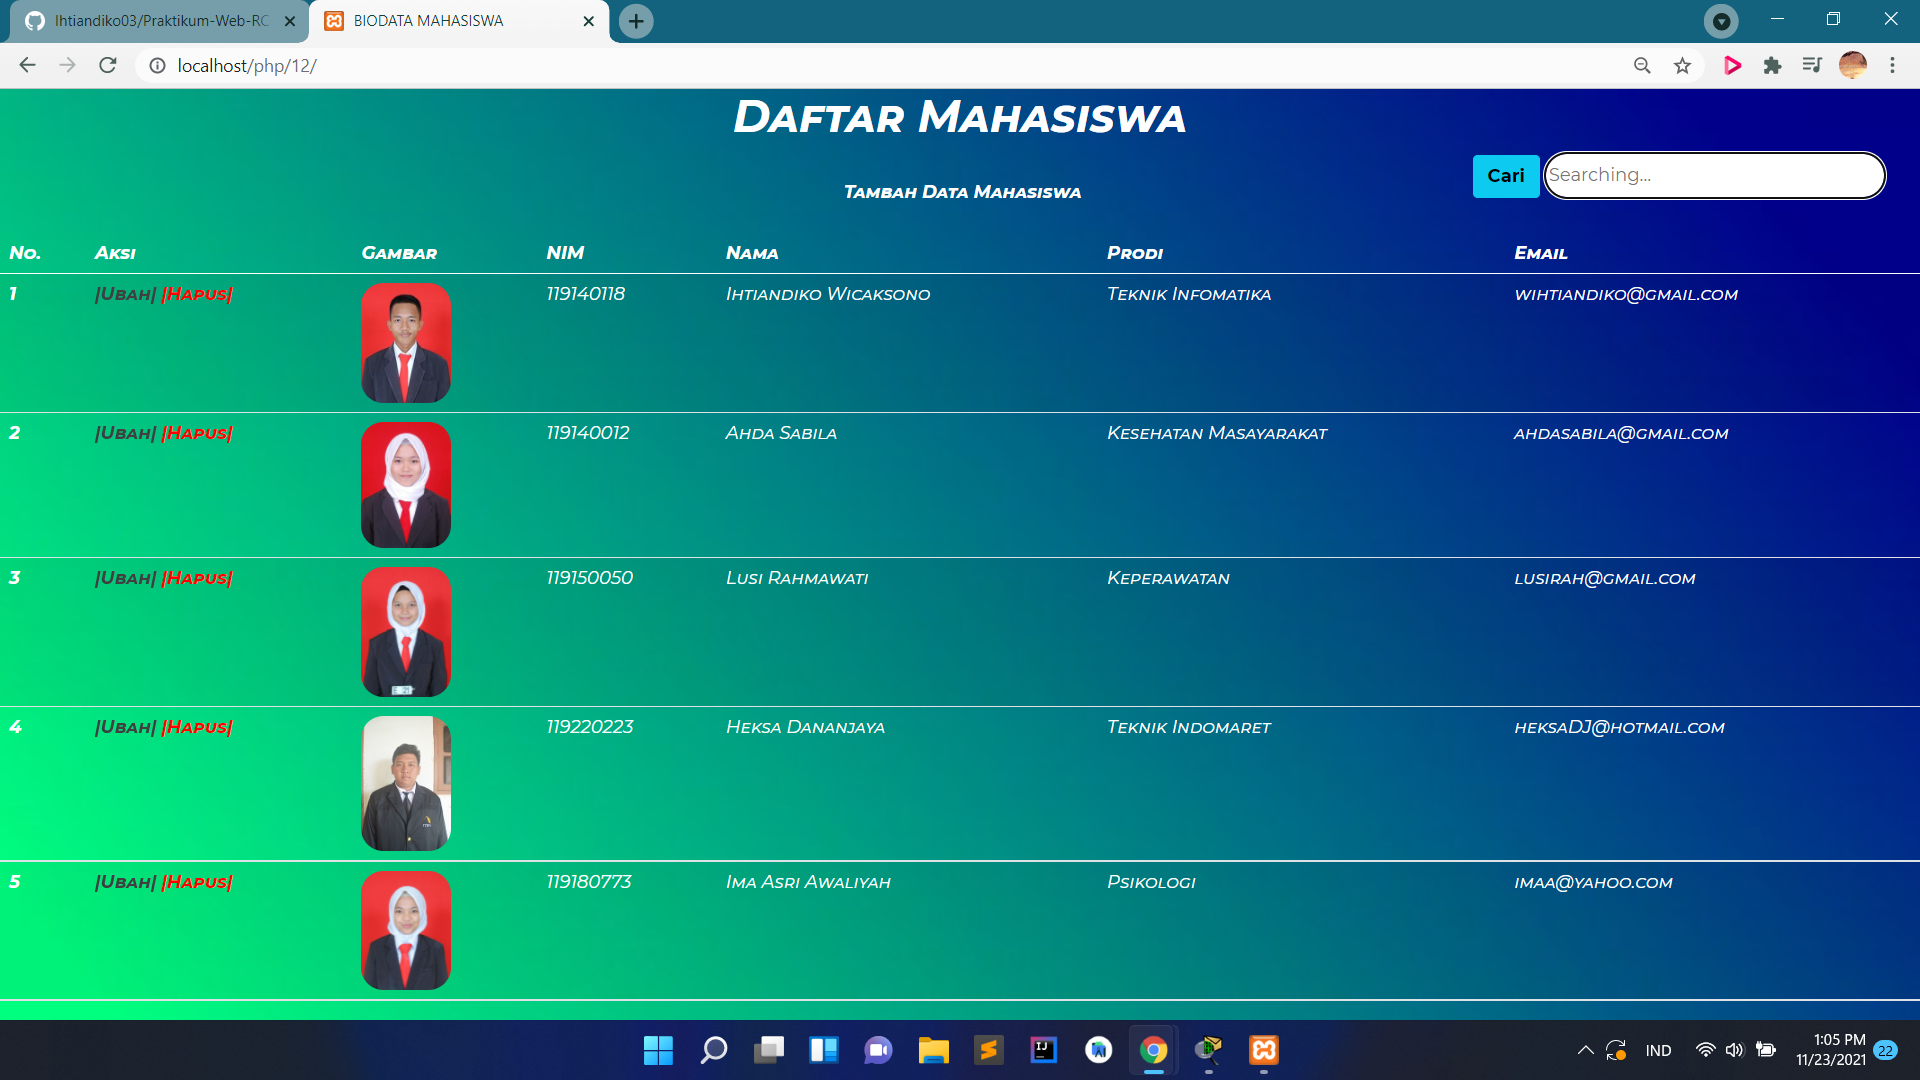 Ihtiandiko03/Praktikum-Web-RC
BIODATA MAHASISWA
localhost/php/12/
Daftar Mahasiswa
Cari Searching...
Tambah Data Mahasiswa
No. Aksi Gambar NIM Nama Prodi Email
1 |Ubah| |Hapus| 119140118 Ihtiandiko Wicaksono Teknik Infomatika wihtiandiko@gmail.com
2 |Ubah| |Hapus| 119140012 Ahda Sabila Kesehatan Masayarakat ahdasabila@gmail.com
3 |Ubah| |Hapus| 119150050 Lusi Rahmawati Keperawatan lusirah@gmail.com
4 |Ubah| |Hapus| 119220223 Heksa Dananjaya Teknik Indomaret heksaDJ@hotmail.com
5 |Ubah| |Hapus| 119180773 Ima Asri Awaliyah Psikologi imaa@yahoo.com
IND
1:05 PM
11/23/2021
22